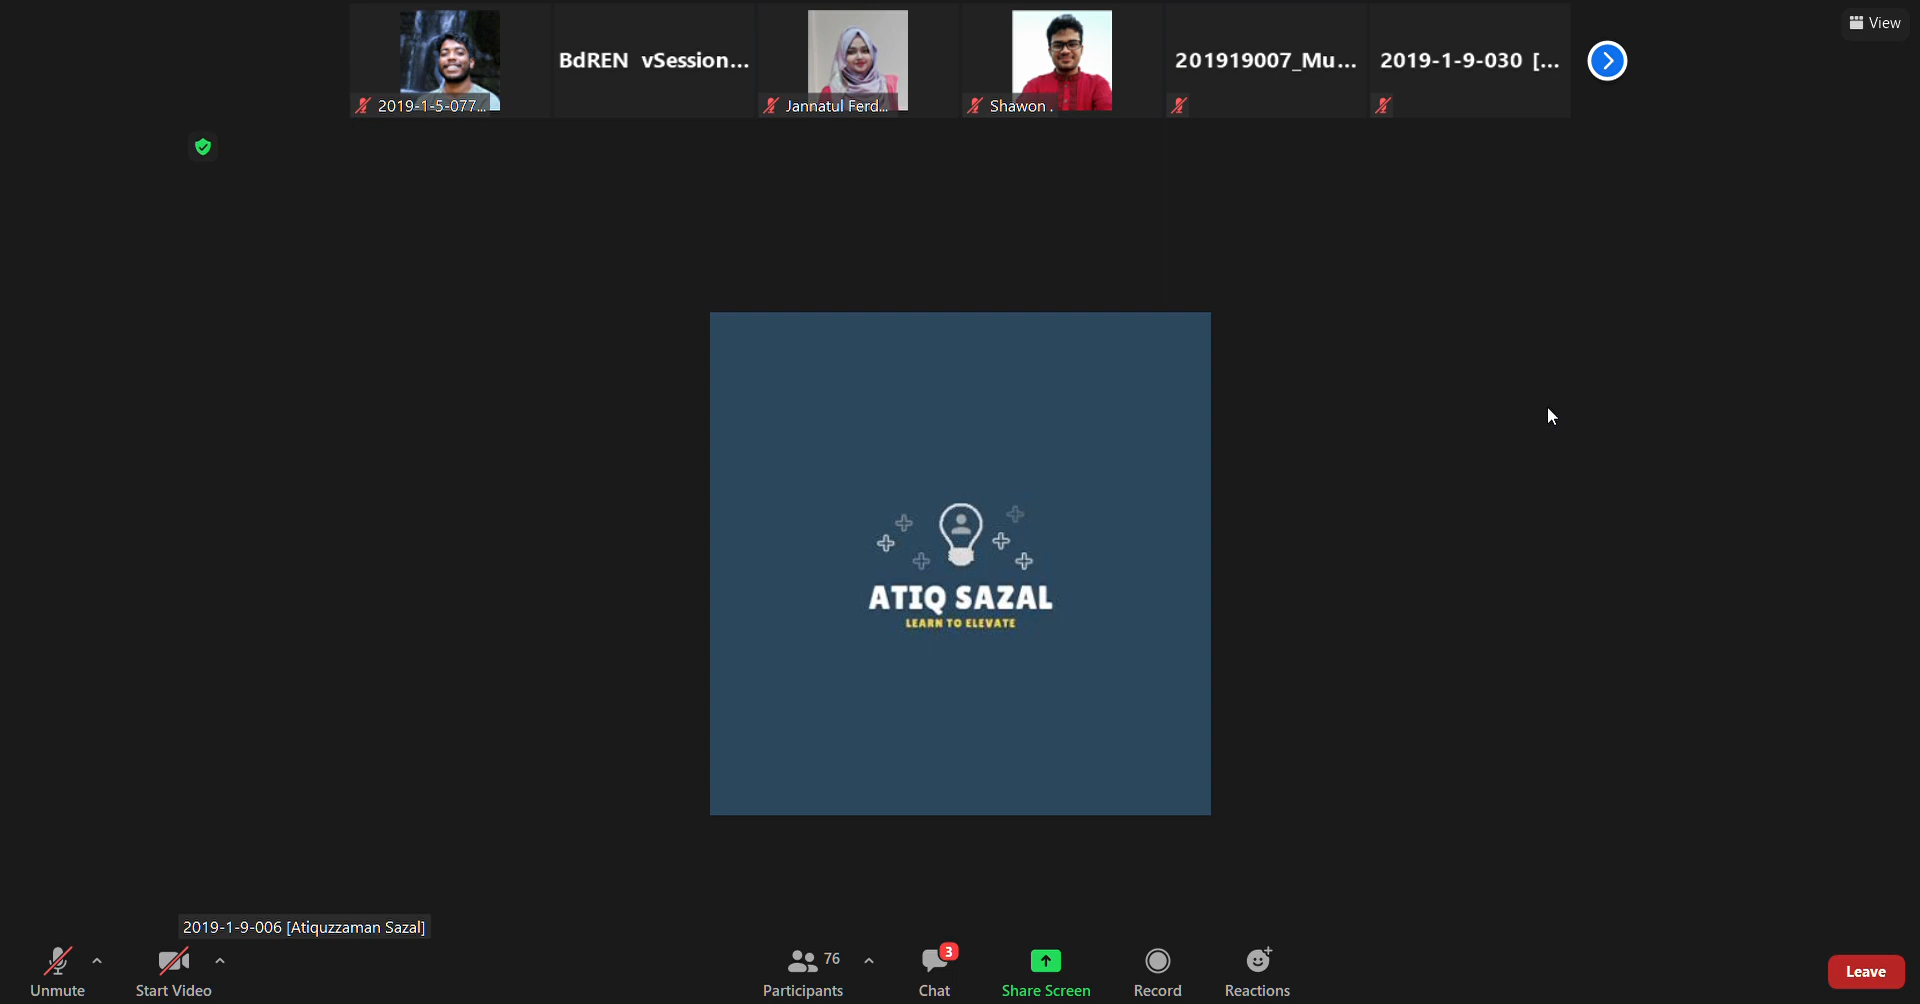 View
2019-1-5-077...
BdREN vSession...
Jannatul Ferd...
Shawon .
201919007_Mu...
2019-1-9-030 [...
ATIQ SAZAL
LEARN TO ELEVATE
2019-1-9-006 [Atiquzzaman Sazal]
Unmute
Start Video
76
Participants
3
Chat
Share Screen
Record
Reactions
Leave